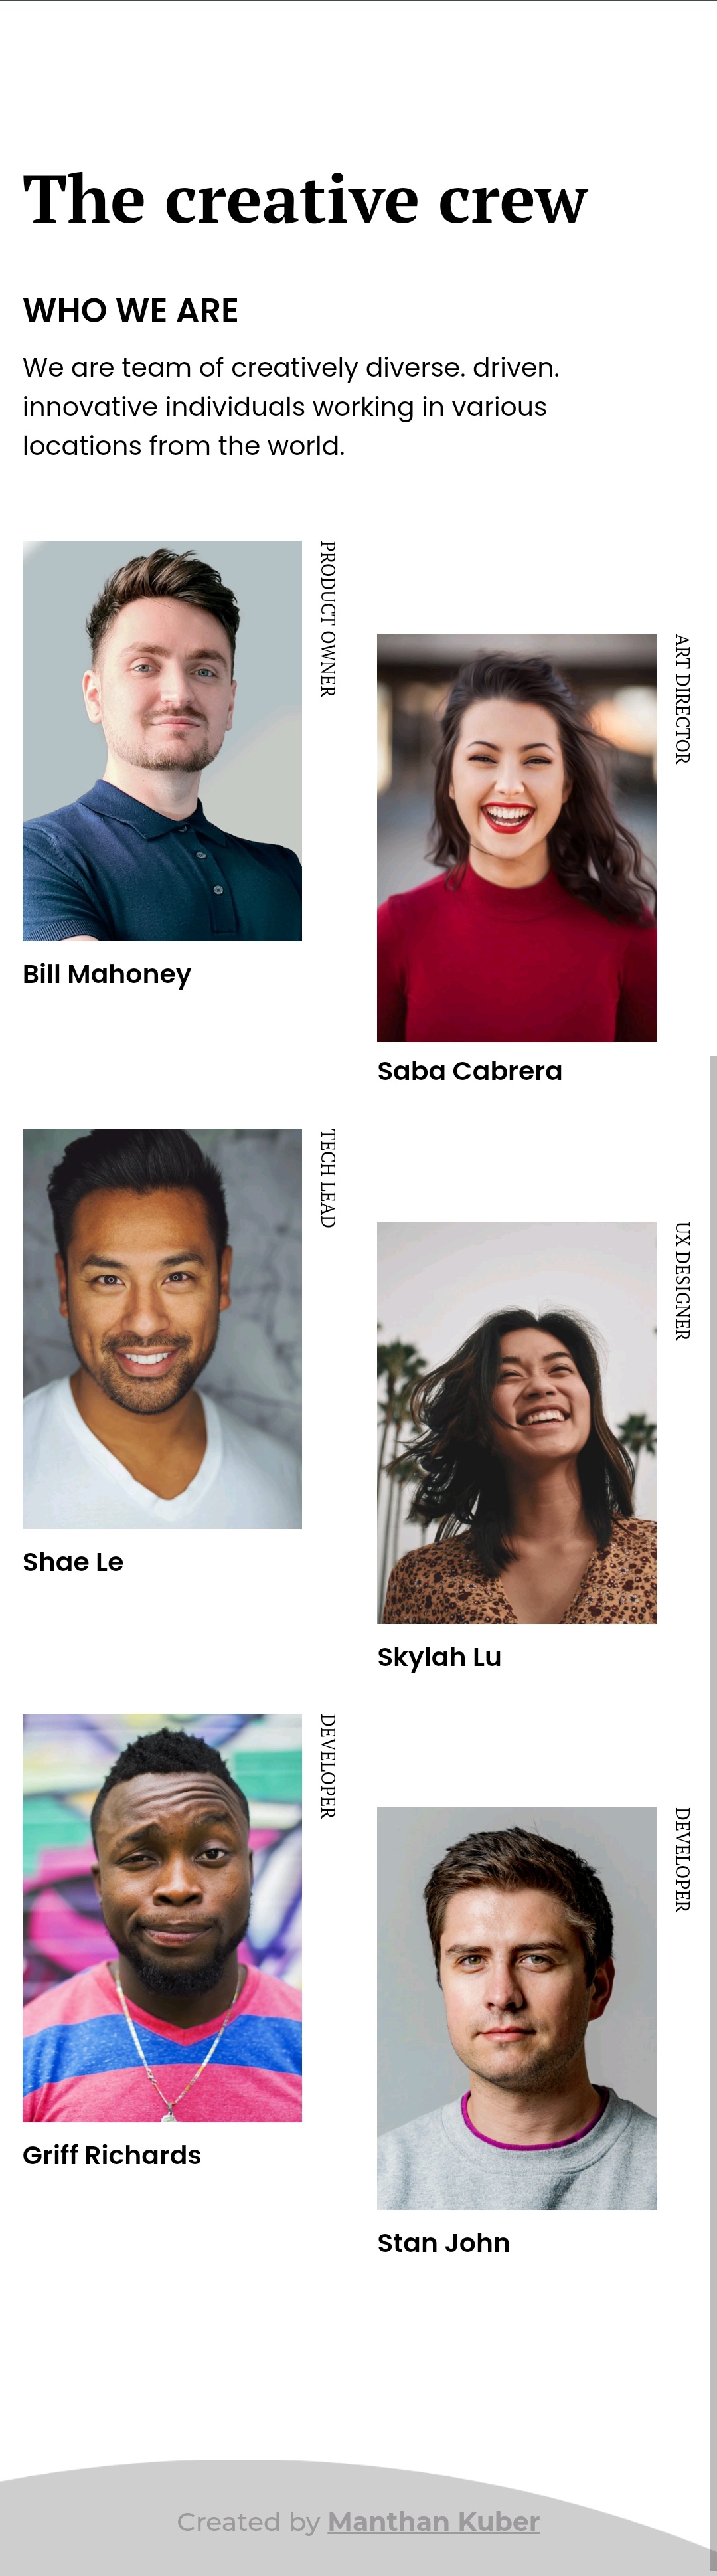 The creative crew
WHO WE ARE
We are team of creatively diverse. driven.
innovative individuals working in various
locations from the world.
PRODUCT OWNER
Bill Mahoney
ART DIRECTOR
Saba Cabrera
TECH LEAD
Shae Le
UX DESIGNER
Skylah Lu
DEVELOPER
Griff Richards
DEVELOPER
Stan John
Created by Manthan Kuber